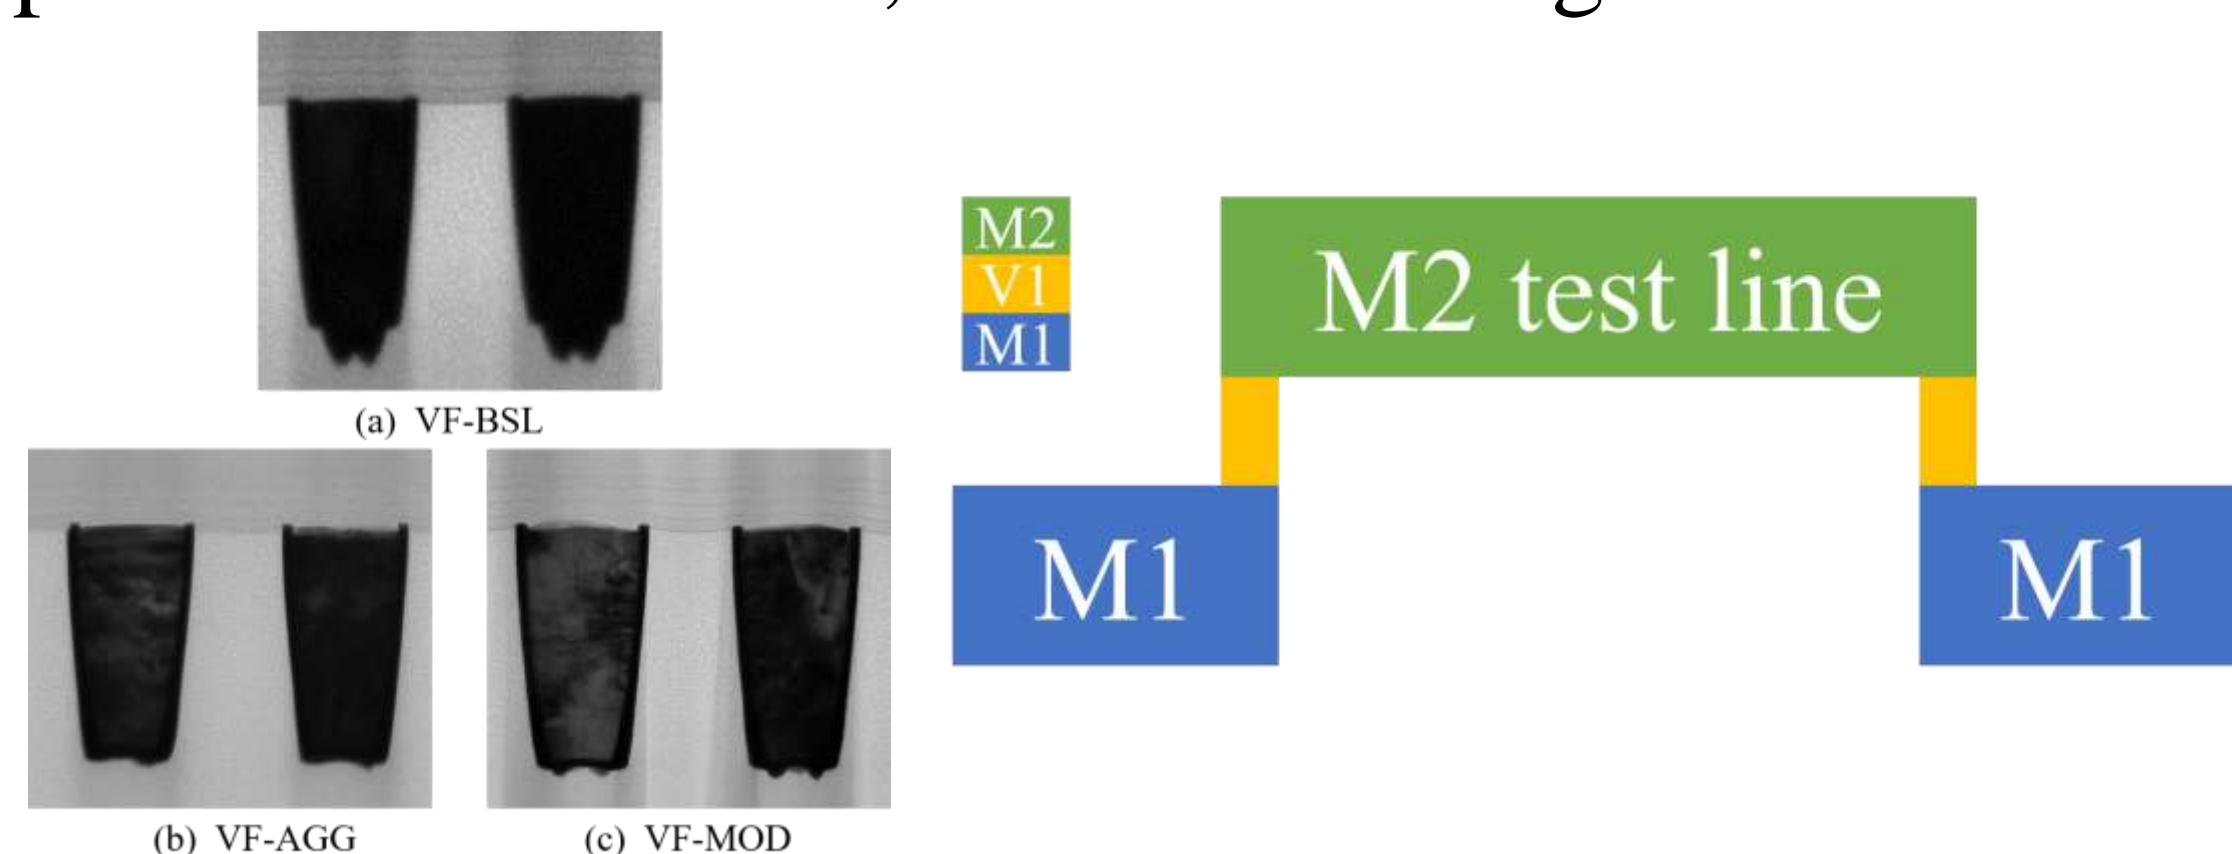 (a) VF-BSL
(b) VF-AGG
(c) VF-MOD
M2
V1
M1
M2 test line
M1
M1